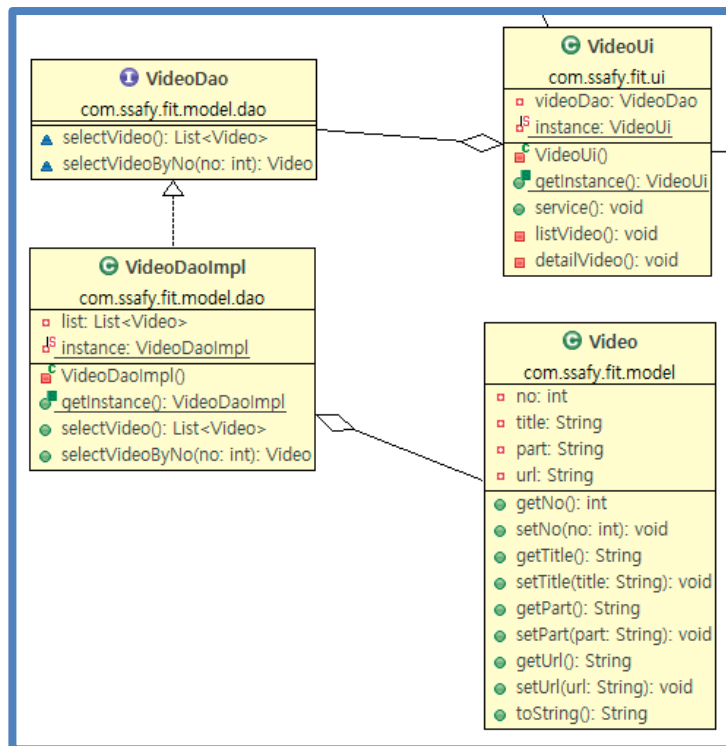 VideoDao
com.ssafy.fit.model.dao
selectVideo(): List<Video>
selectVideoByNo(no: int): Video
VideoUi
com.ssafy.fit.ui
videoDao: VideoDao
instance: VideoUi
VideoUi()
getInstance(): VideoUi
service(): void
listVideo(): void
detailVideo(): void
VideoDaoImpl
com.ssafy.fit.model.dao
list: List<Video>
instance: VideoDaoImpl
VideoDaoImpl()
getInstance(): VideoDaoImpl
selectVideo(): List<Video>
selectVideoByNo(no: int): Video
Video
com.ssafy.fit.model
no: int
title: String
part: String
url: String
getNo(): int
setNo(no: int): void
getTitle(): String
setTitle(title: String): void
getPart(): String
setPart(part: String): void
getUrl(): String
setUrl(url: String): void
toString(): String